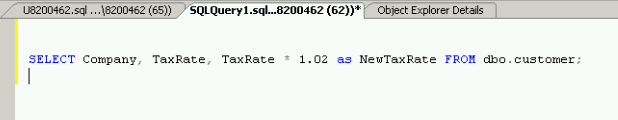 U8200462.sql ...\8200462 (65))
SQLQuery1.sql...8200462 (62))*
Object Explorer Details
SELECT Company, TaxRate, TaxRate * 1.02 as NewTaxRate FROM dbo.customer;